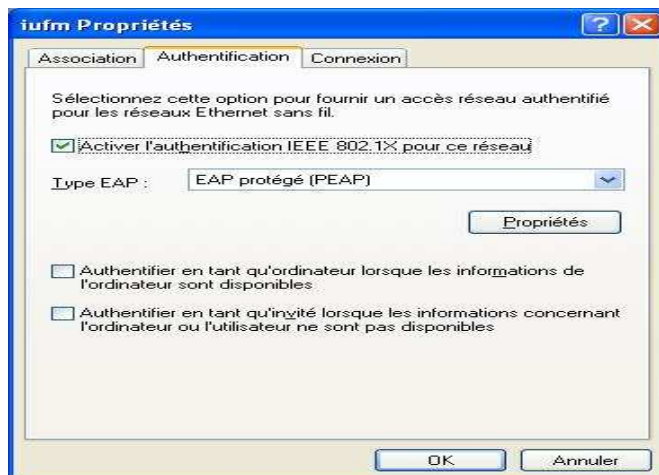 iufm Propriétés
Association Authentification Connexion
Sélectionnez cette option pour fournir un accès réseau authentifié
pour les réseaux Ethernet sans fil.
Activer l'authentification IEEE 802.1X pour ce réseau
Type EAP : EAP protégé (PEAP)
Propriétés
Authentifier en tant qu'ordinateur lorsque les informations de
l'ordinateur sont disponibles
Authentifier en tant qu'invité lorsque les informations concernant
l'ordinateur ou l'utilisateur ne sont pas disponibles
OK Annuler